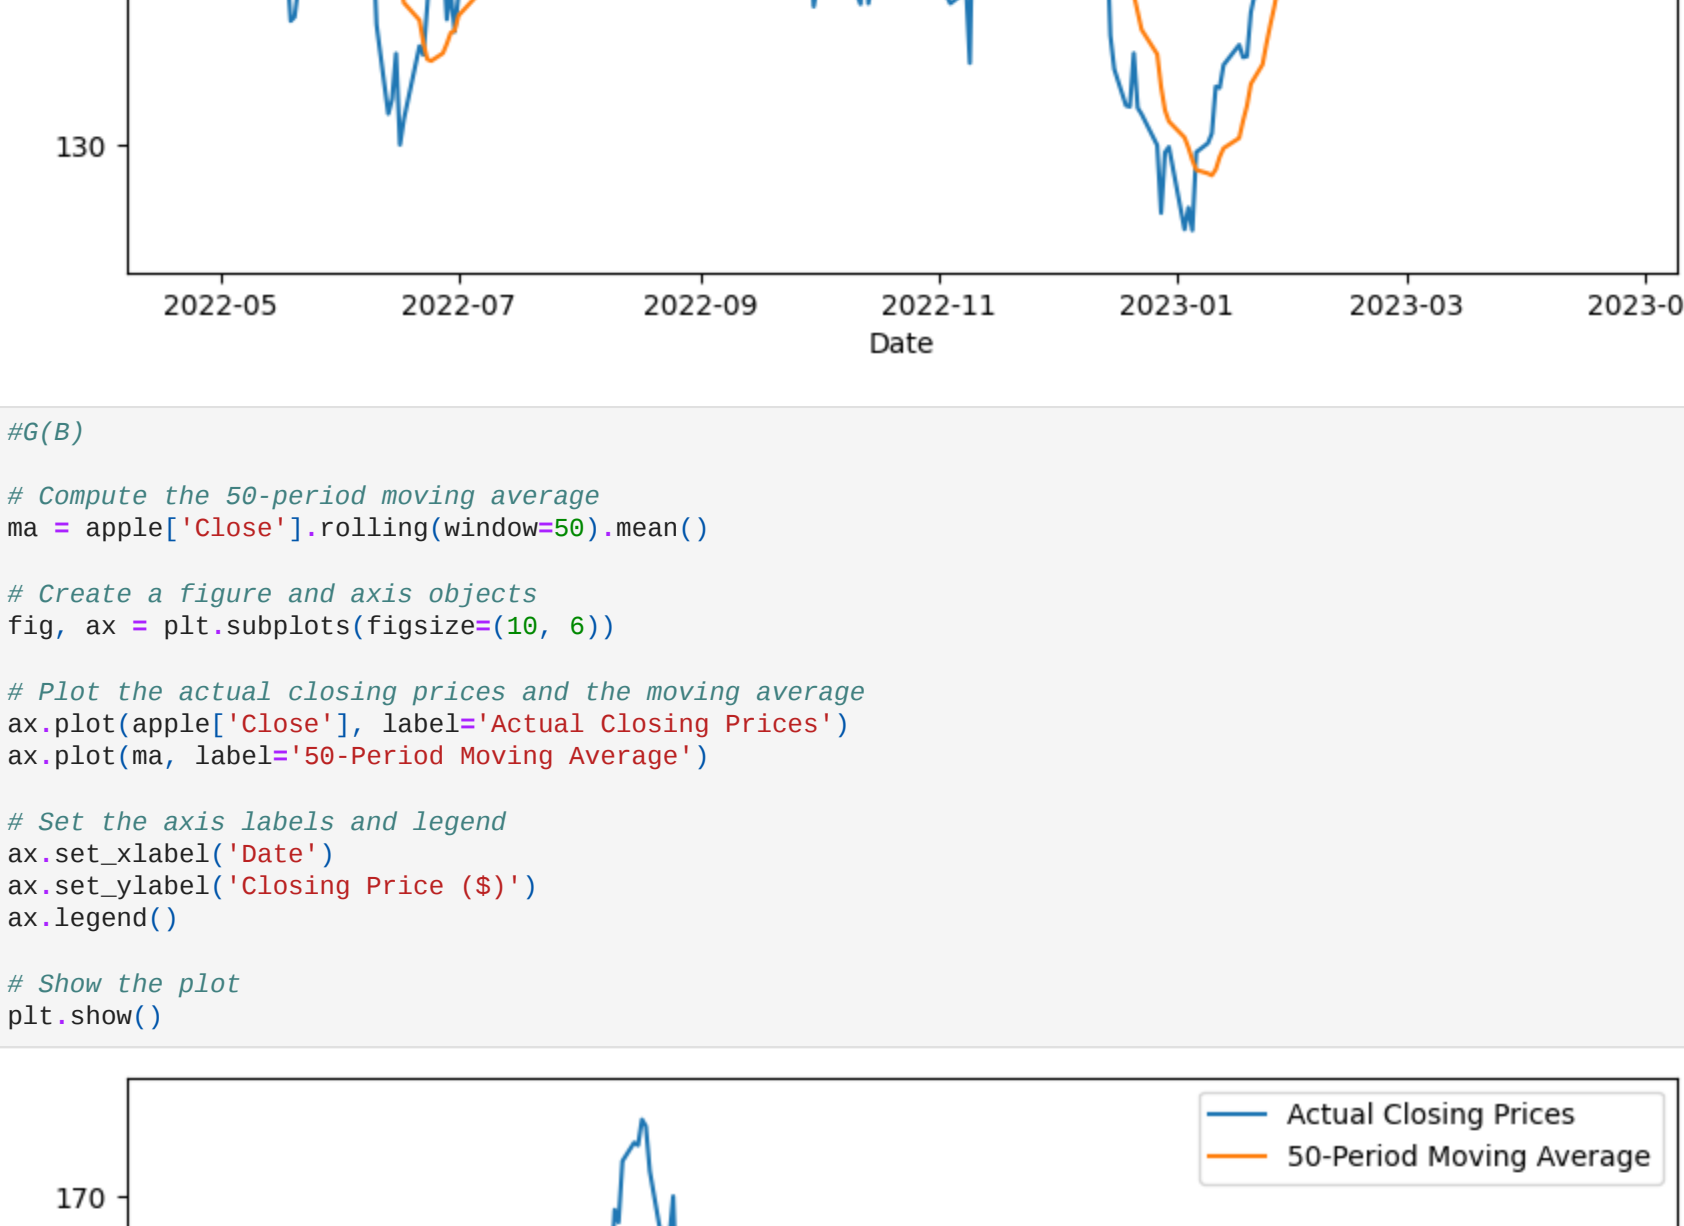 130
2022-05 2022-07 2022-09 2022-11 2023-01 2023-03 2023-0
Date
#G(B)
# Compute the 50-period moving average
ma = apple['Close'].rolling(window=50).mean()
# Create a figure and axis objects
fig, ax = plt.subplots(figsize=(10, 6))
# Plot the actual closing prices and the moving average
ax.plot(apple['Close'], label='Actual Closing Prices')
ax.plot(ma, label='50-Period Moving Average')
# Set the axis labels and legend
ax.set_xlabel('Date')
ax.set_ylabel('Closing Price ($)')
ax.legend()
# Show the plot
plt.show()
Actual Closing Prices
50-Period Moving Average
170